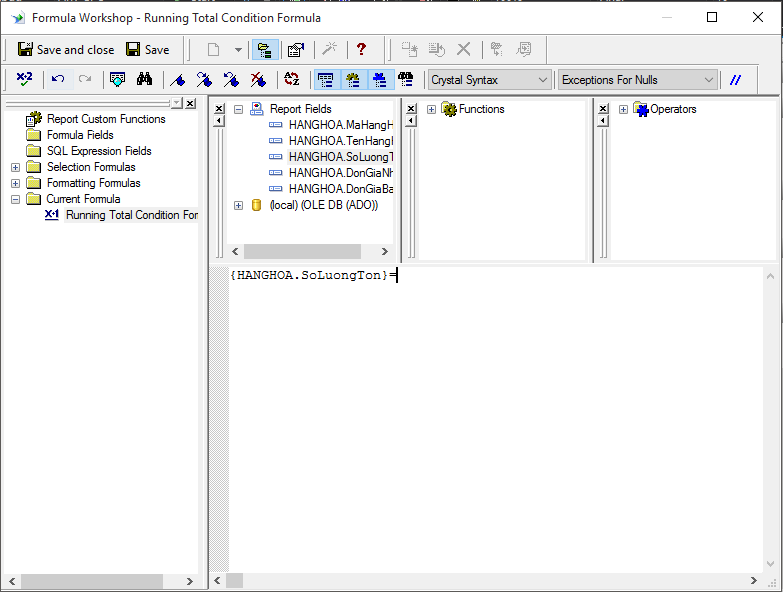 Formula Workshop - Running Total Condition Formula
Save and close Save
Crystal Syntax Exceptions For Nulls
Report Custom Functions
Formula Fields
SQL Expression Fields
Selection Formulas
Formatting Formulas
Current Formula
Running Total Condition For
Report Fields
HANGHOA.MaHangH
HANGHOA.TenHangH
HANGHOA.SoLuongT
HANGHOA.DonGiaNh
HANGHOA.DonGiaBa
(local) (OLE DB (ADO))
Functions
Operators
{HANGHOA.SoLuongTon}=